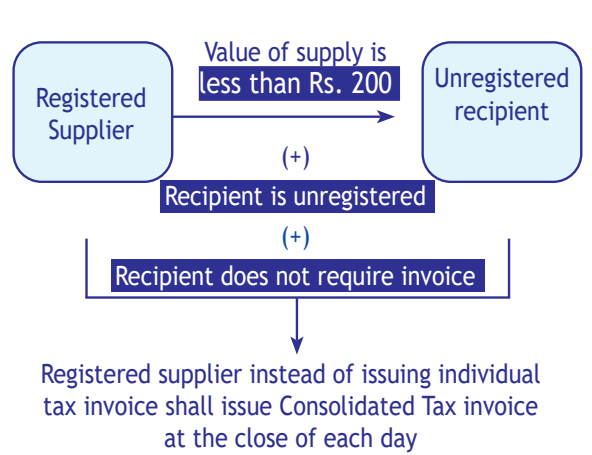 Registered
Supplier
Value of supply is
less than Rs. 200
Unregistered
recipient
(+)
Recipient is unregistered
(+)
Recipient does not require invoice
Registered supplier instead of issuing individual
tax invoice shall issue Consolidated Tax invoice
at the close of each day